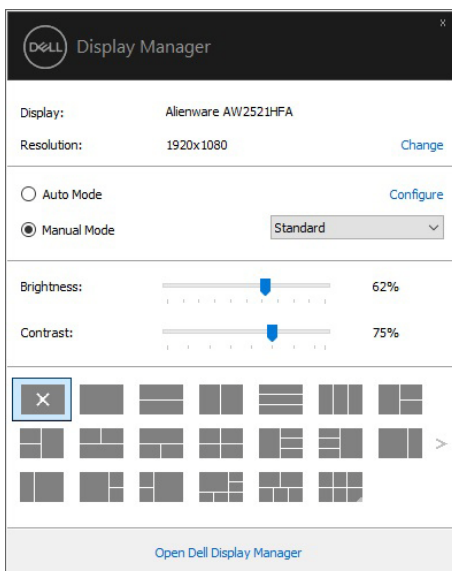 x
DELL Display Manager
Display: Alienware AW2521HFA
Resolution: 1920x1080 Change
Auto Mode Configure
Manual Mode Standard
Brightness: 62%
Contrast: 75%
Open Dell Display Manager